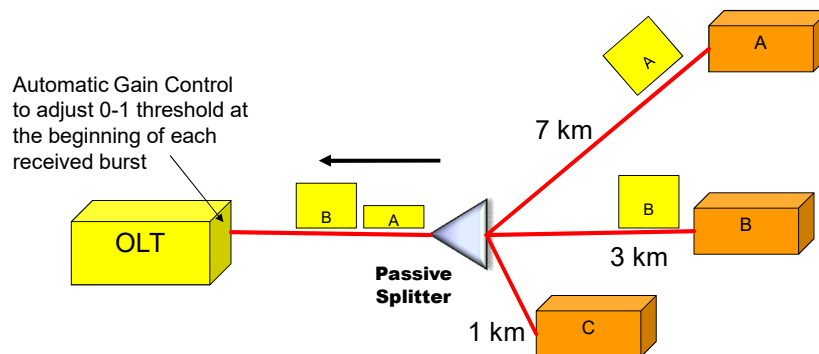 A
A
Automatic Gain Control
to adjust 0-1 threshold at
the beginning of each
received burst
7 km
B
A
B
B
OLT
3 km
Passive
Splitter
1 km
C